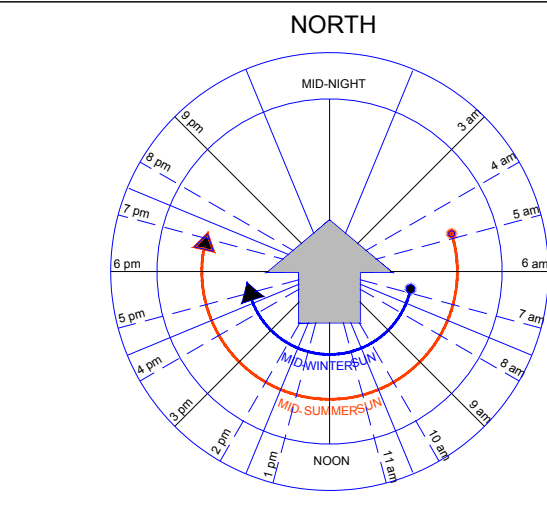 NORTH
MID-NIGHT
9 pm
3 am
8 pm
4 am
7 pm
5 am
6 pm
6 am
5 pm
7 am
4 pm
8 am
MID-WINTER SUN
MID-SUMMER SUN
3 pm
9 am
2 pm
10 am
1 pm
NOON
11 am